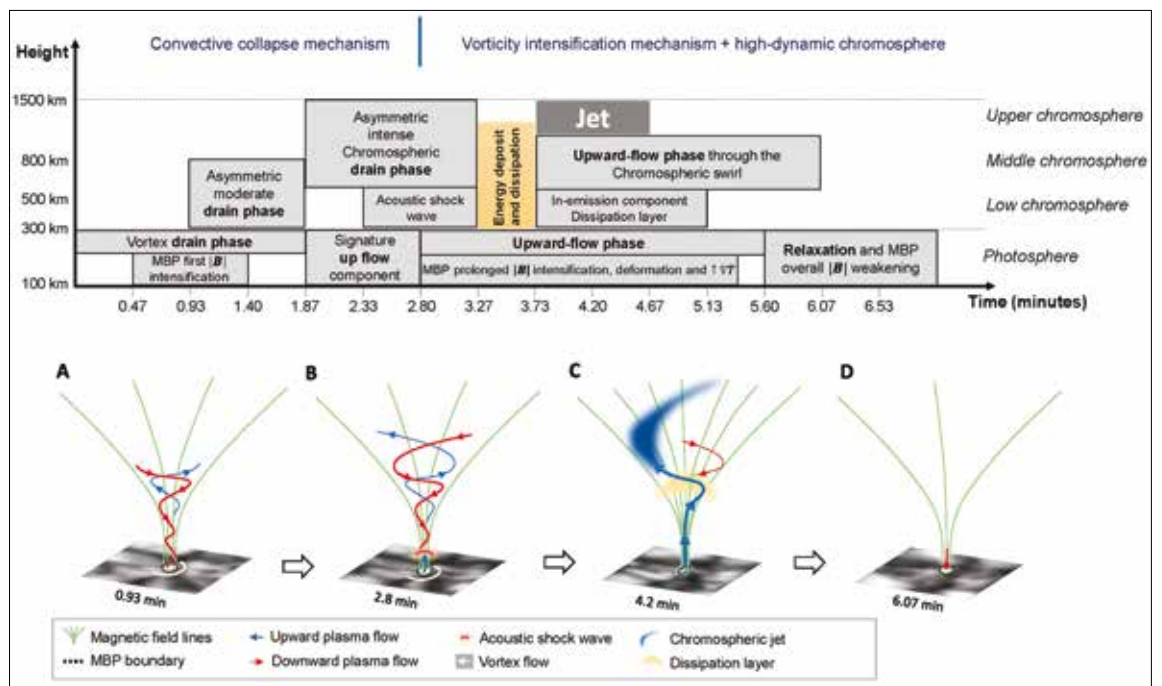 Convective collapse mechanism
Vorticity intensification mechanism + high-dynamic chromosphere
Height
1500 km
800 km
500 km
300 km
100 km
Asymmetric
moderate
drain phase
Asymmetric
intense
Chromospheric
drain phase
Acoustic shock
wave
Energy deposit
and dissipation
Jet
Upward-flow phase through the
Chromospheric swirl
In-emission component
Dissipation layer
Upper chromosphere
Middle chromosphere
Low chromosphere
Photosphere
Vortex drain phase
MBP first |B|
intensification
Signature
up flow
component
Upward-flow phase
MBP prolonged |B| intensification, deformation and ↑∇T
Relaxation and MBP
overall |B| weakening
0.47 0.93 1.40 1.87 2.33 2.80 3.27 3.73 4.20 4.67 5.13 5.60 6.07 6.53
Time (minutes)
A B C D
0.93 min
2.8 min
4.2 min
6.07 min
Magnetic field lines
Upward plasma flow
Acoustic shock wave
Chromospheric jet
MBP boundary
Downward plasma flow
Vortex flow
Dissipation layer